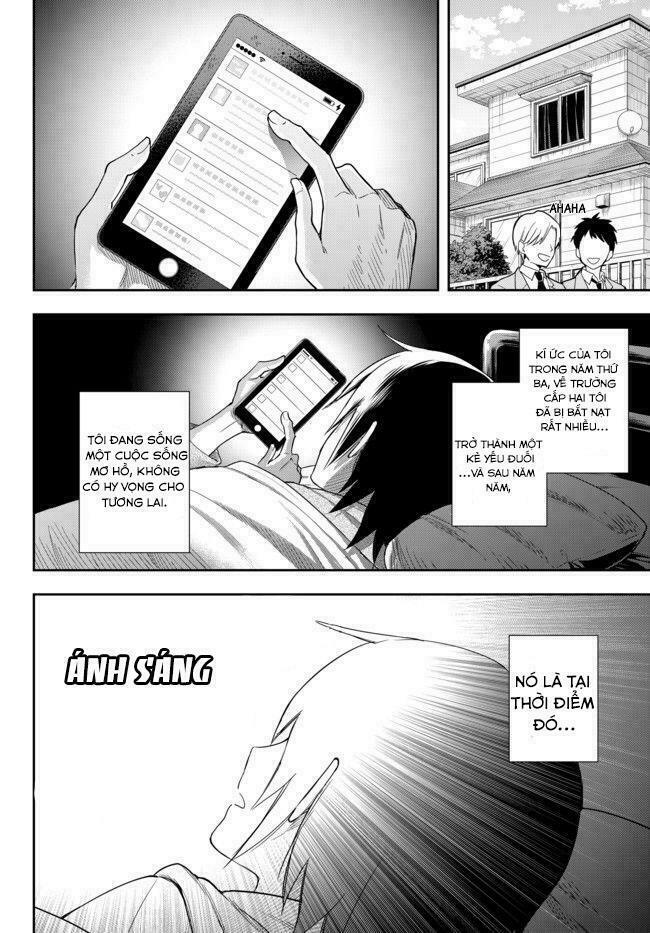 AHAHA
KÍ ỨC CỦA TÔI
TRONG NĂM THỨ
BA, VỀ TRƯỜNG
CẤP HAI TÔI
ĐÃ BỊ BẮT NẠT
RẤT NHIỀU...
TRỞ THÀNH MỘT
KẺ YẾU ĐUỐI
...VÀ SAU NĂM
NĂM,
TÔI ĐANG SỐNG
MỘT CUỘC SỐNG
MƠ HỒ, KHÔNG
CÓ HY VỌNG CHO
TƯƠNG LAI.
NÓ LÀ TẠI
THỜI ĐIỂM
ĐÓ...
ÁNH SÁNG